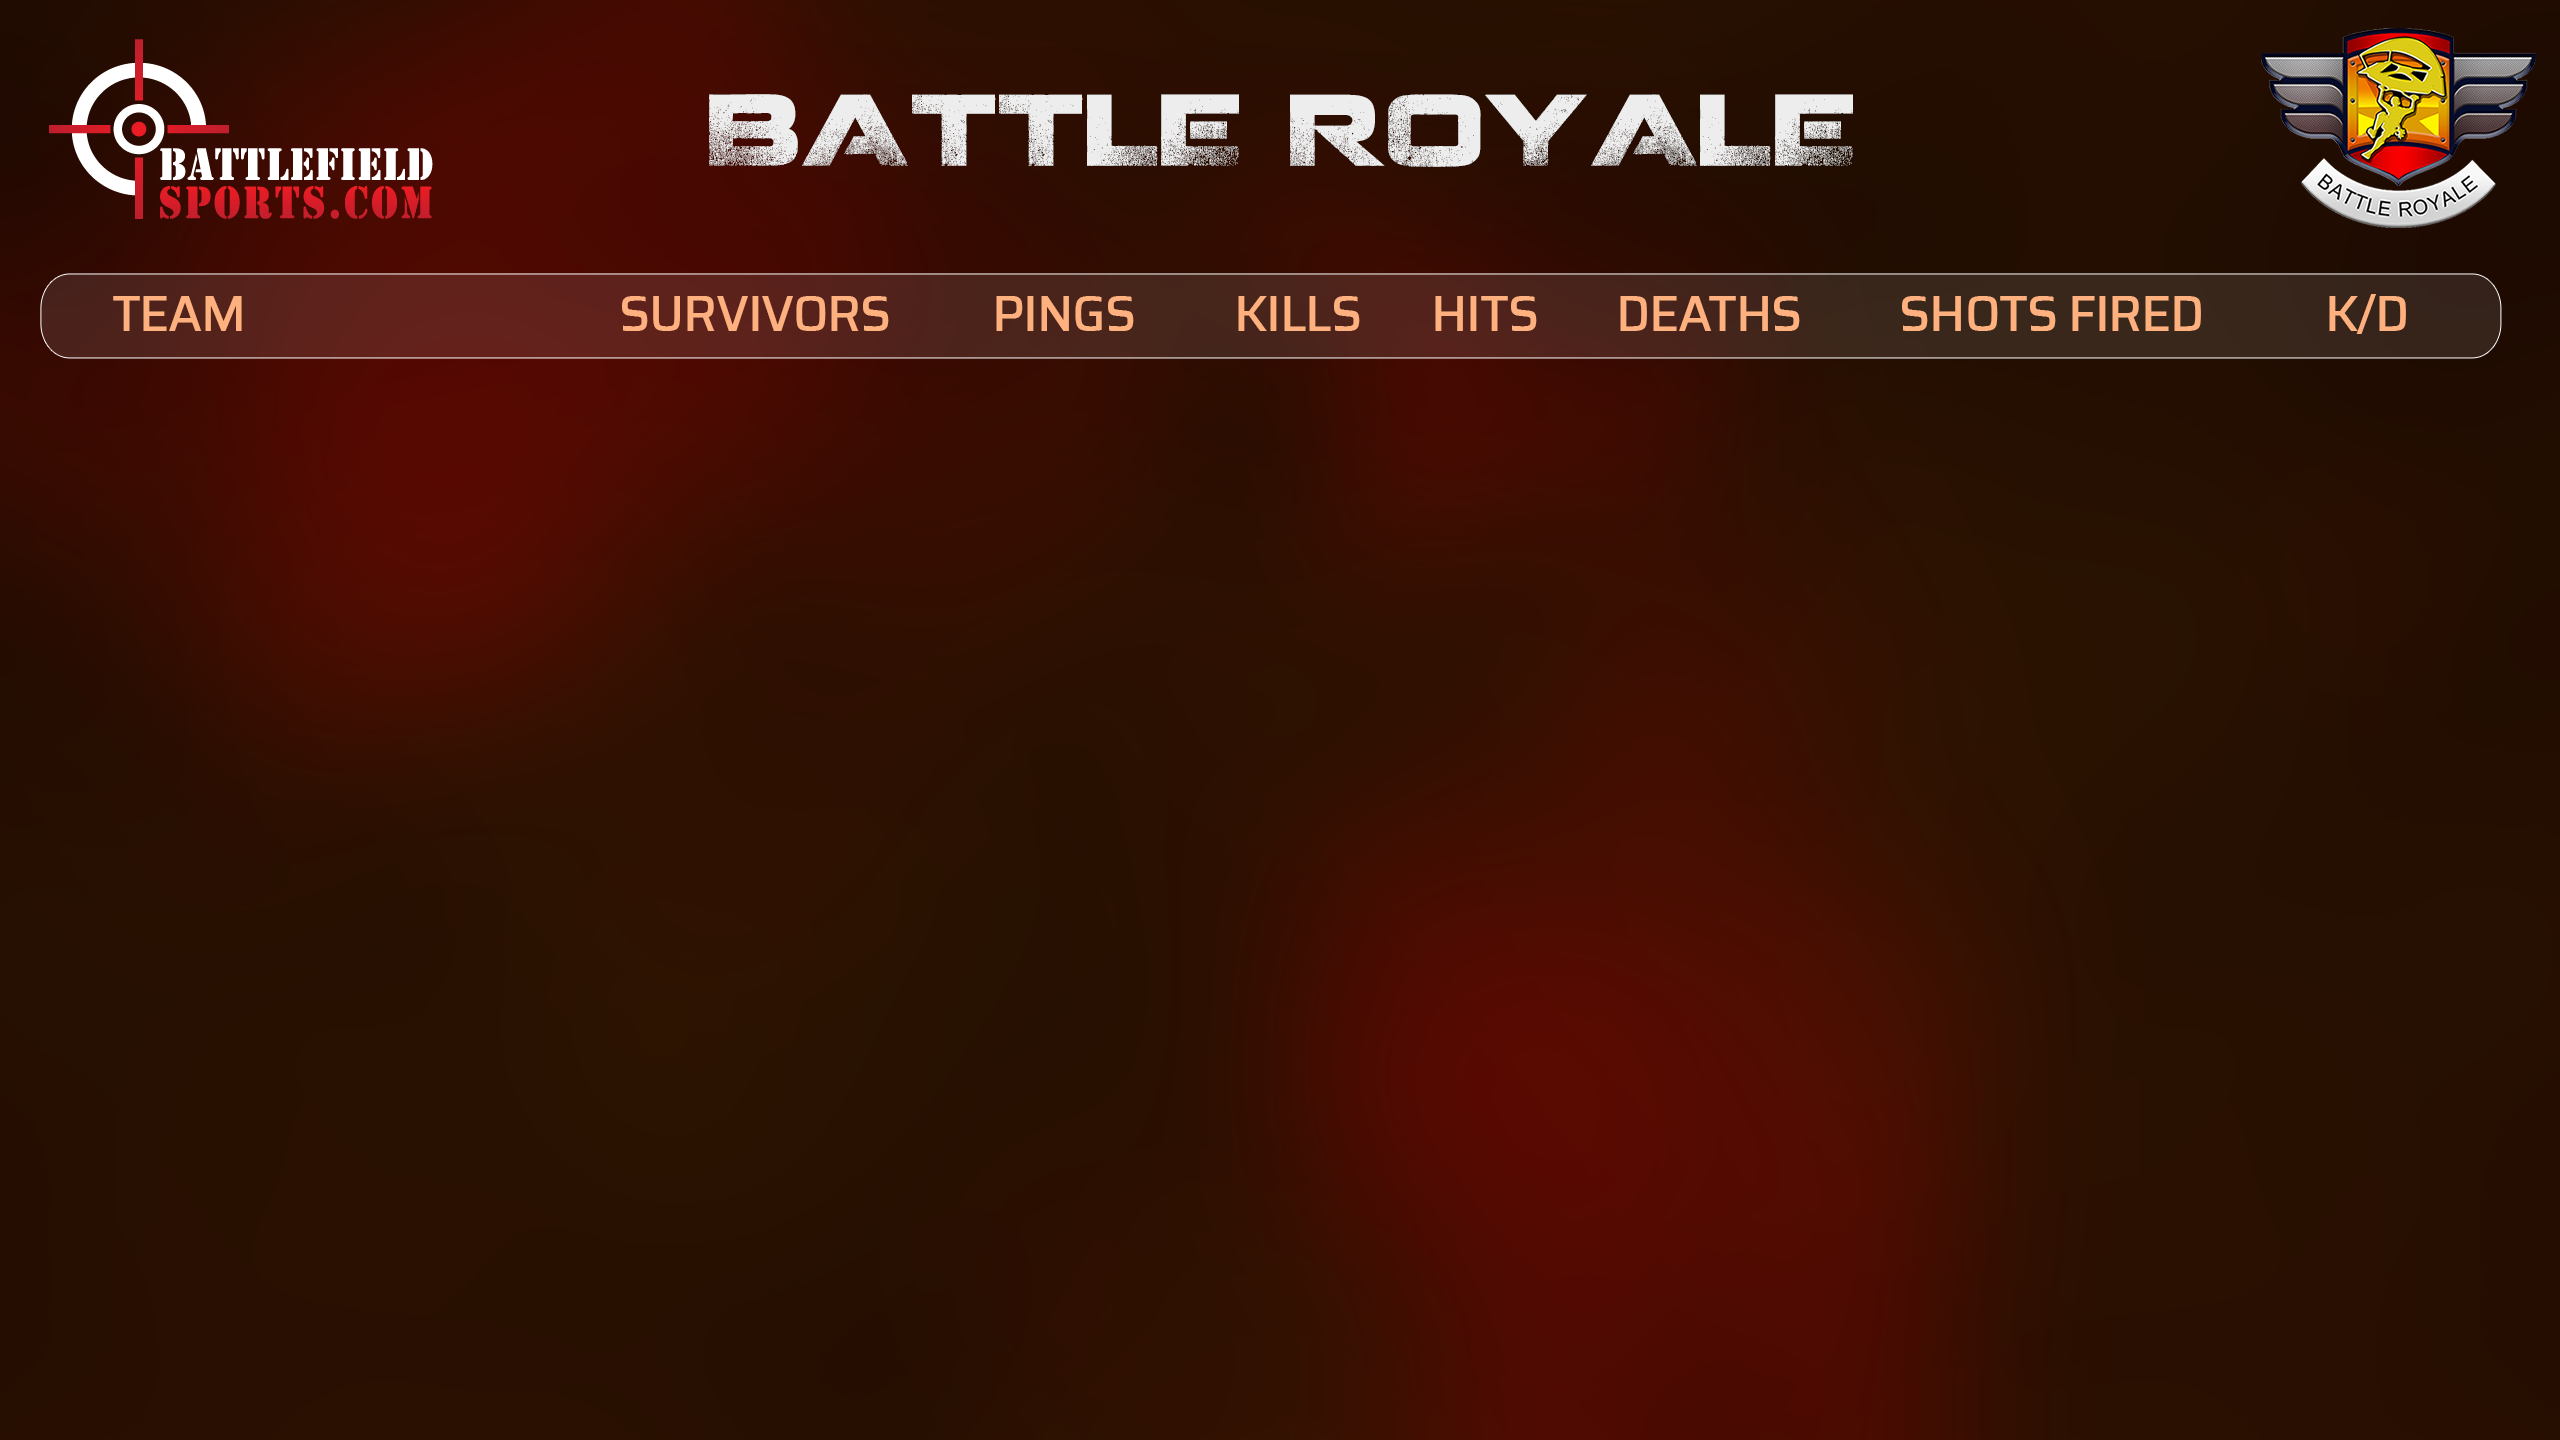 BATTLEFIELD
SPORTS.COM
BATTLE ROYALE
BATTLE ROYALE
TEAM SURVIVORS PINGS KILLS HITS DEATHS SHOTS FIRED K/D